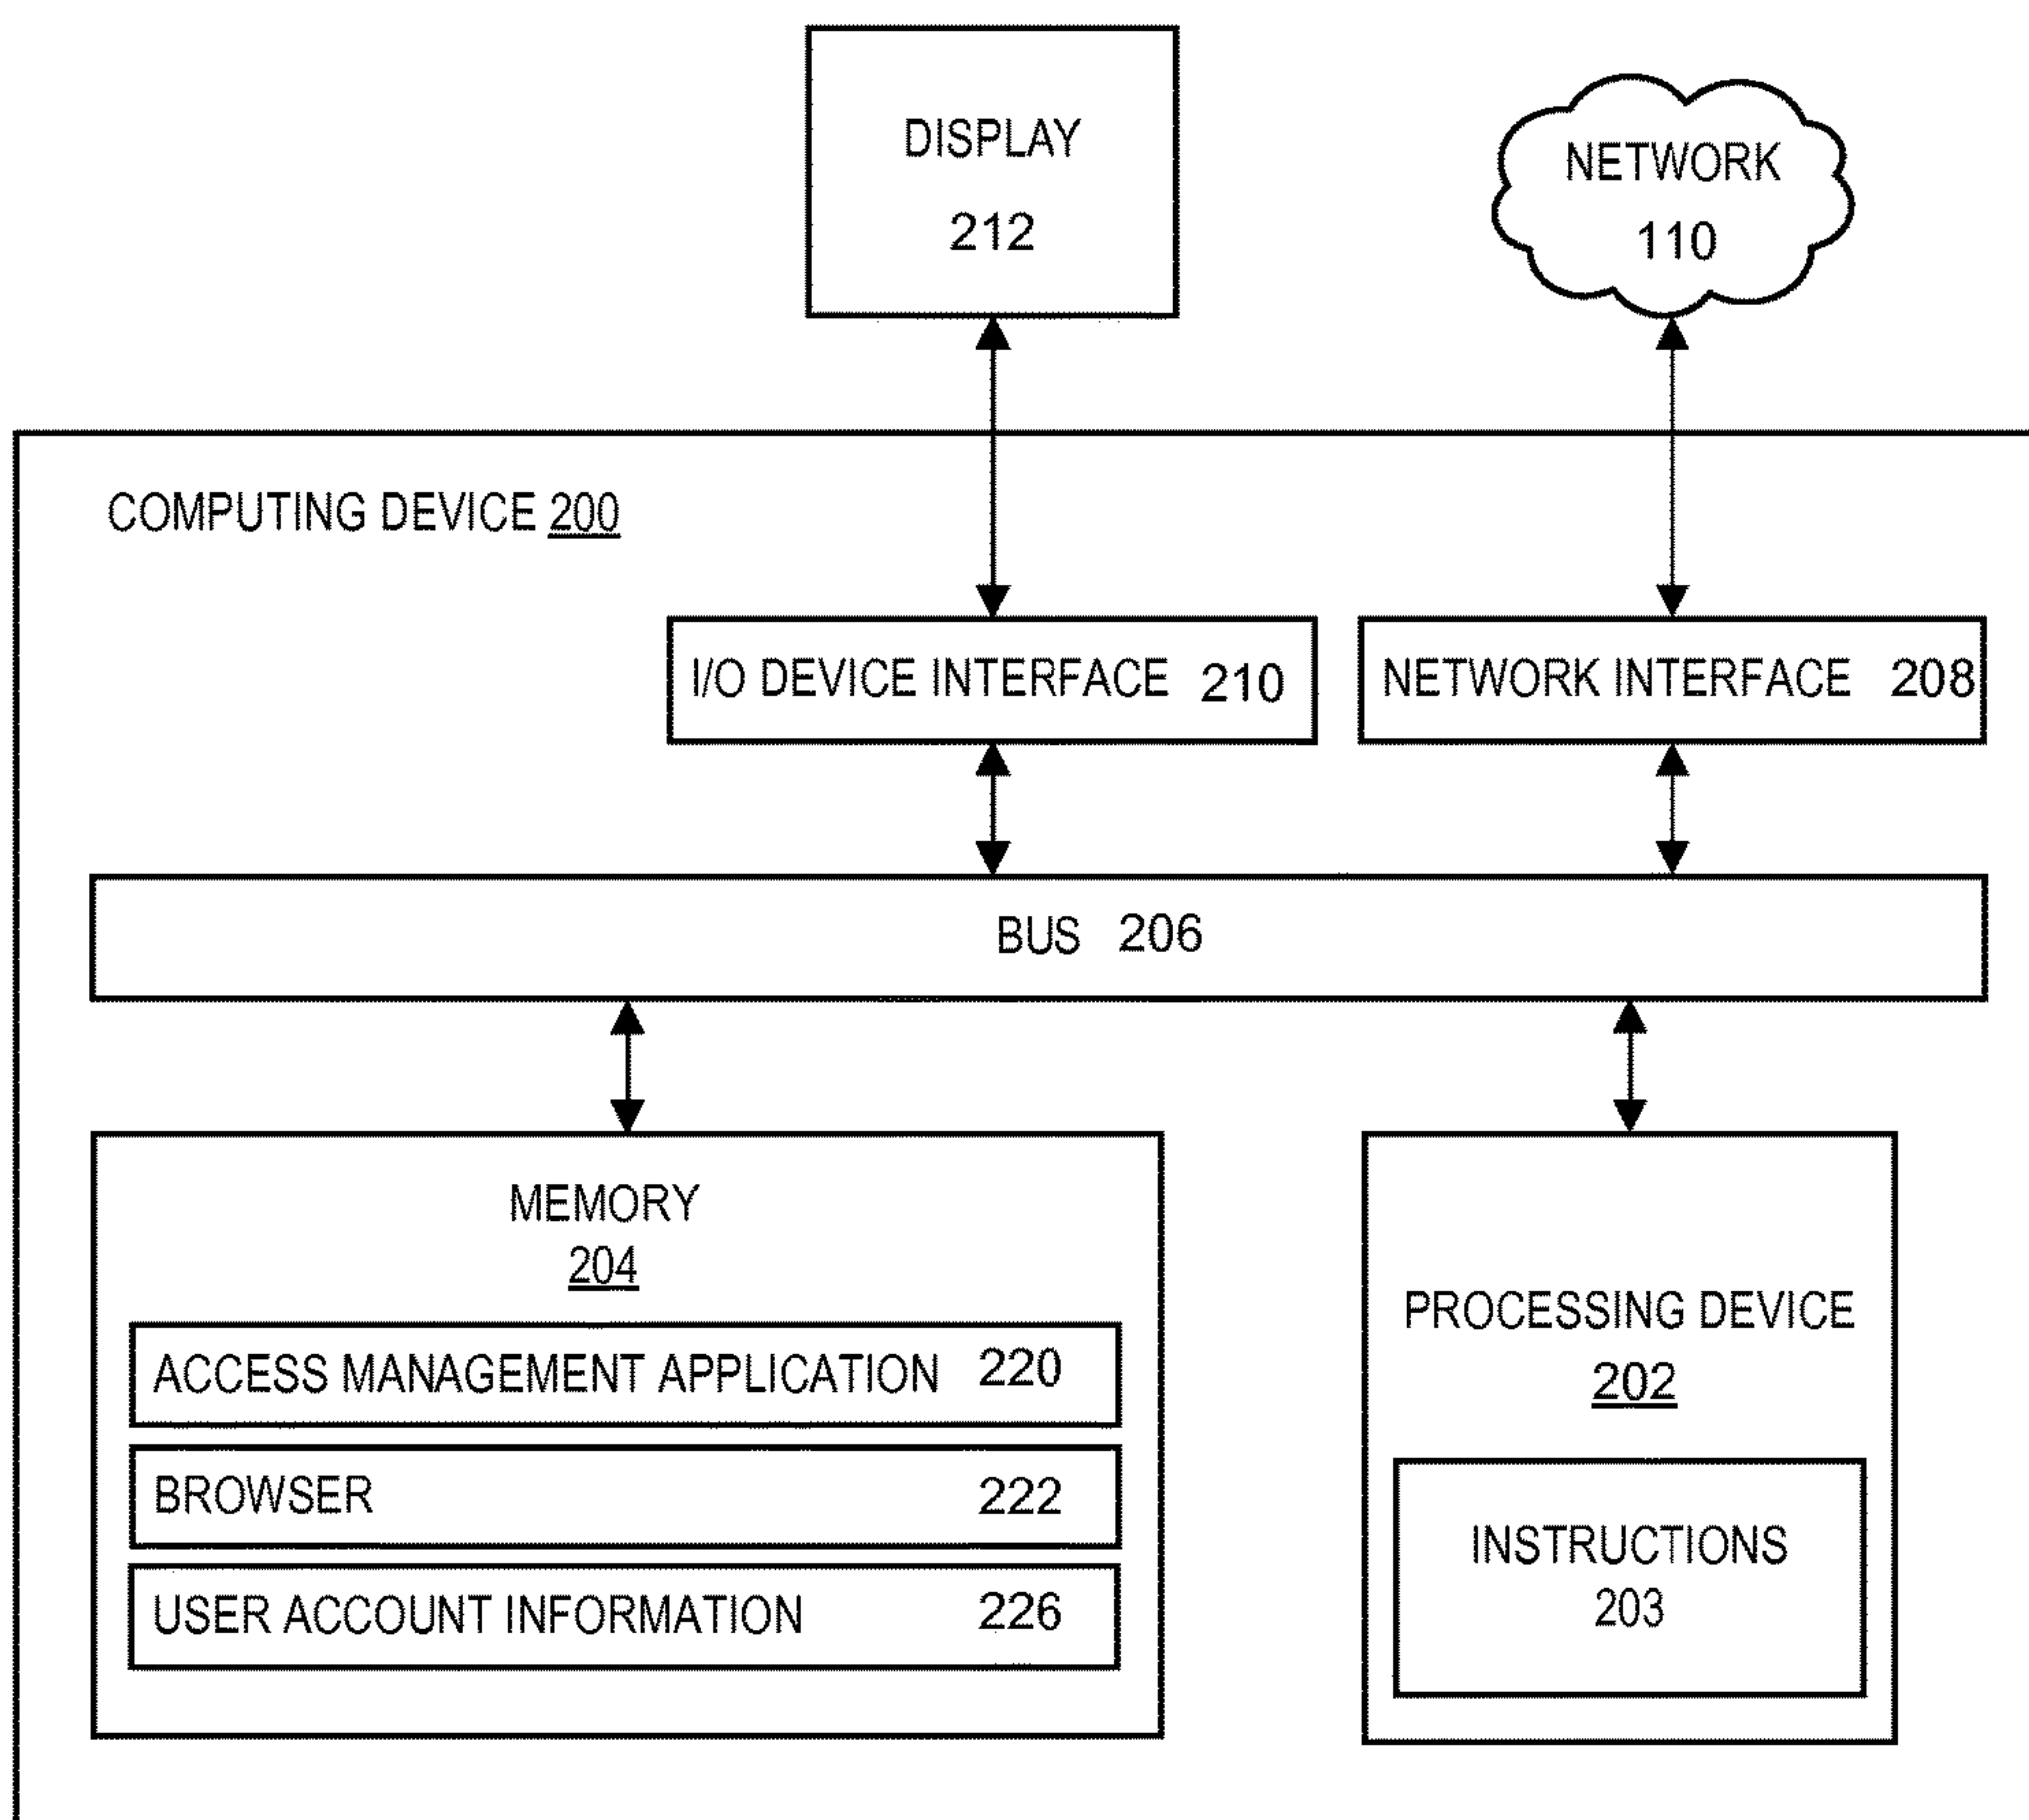 DISPLAY
212
NETWORK
110
COMPUTING DEVICE 200
I/O DEVICE INTERFACE 210
NETWORK INTERFACE 208
BUS 206
MEMORY
204
ACCESS MANAGEMENT APPLICATION 220
BROWSER 222
USER ACCOUNT INFORMATION 226
PROCESSING DEVICE
202
INSTRUCTIONS
203